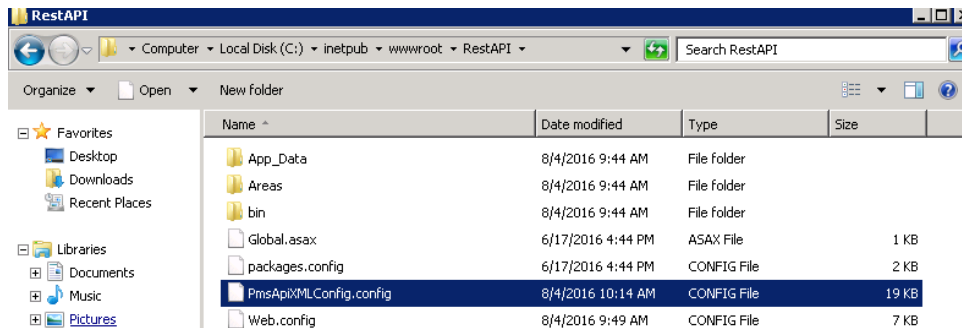 RestAPI
Computer Local Disk (C:) inetpub wwwroot RestAPI Search RestAPI
Organize Open New folder
Name Date modified Type Size
Favorites
Desktop
Downloads
Recent Places
Libraries
Documents
Music
Pictures
App_Data 8/4/2016 9:44 AM File folder
Areas 8/4/2016 9:44 AM File folder
bin 8/4/2016 9:44 AM File folder
Global.asax 6/17/2016 4:44 PM ASAX File 1 KB
packages.config 6/17/2016 4:44 PM CONFIG File 2 KB
PmsApiXMLConfig.config 8/4/2016 10:14 AM CONFIG File 19 KB
Web.config 8/4/2016 9:49 AM CONFIG File 7 KB